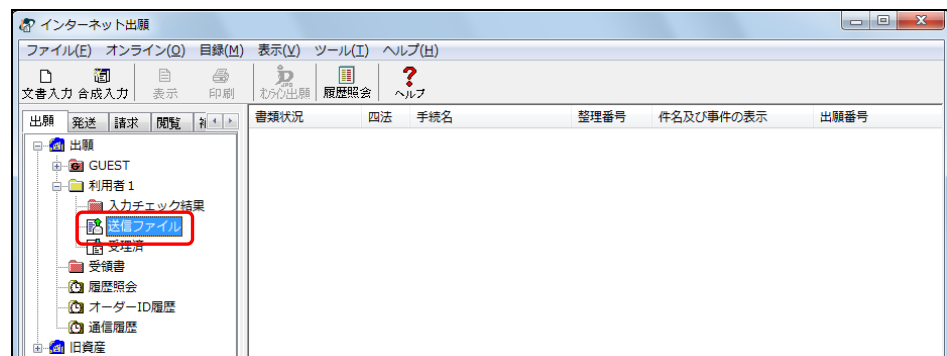 インターネット出願
ファイル(F) オンライン(O) 目録(M) 表示(V) ツール(T) ヘルプ(H)
文書入力 合成入力 表示 印刷 むらくも出願 履歴照会 ヘルプ
出願 発送 請求 閲覧
書類状況 四法 手続名 整理番号 件名及び事件の表示 出願番号
出願
GUEST
利用者1
入力チェック結果
送信ファイル
受理済
受領書
履歴照会
オーダーID履歴
通信履歴
旧資産